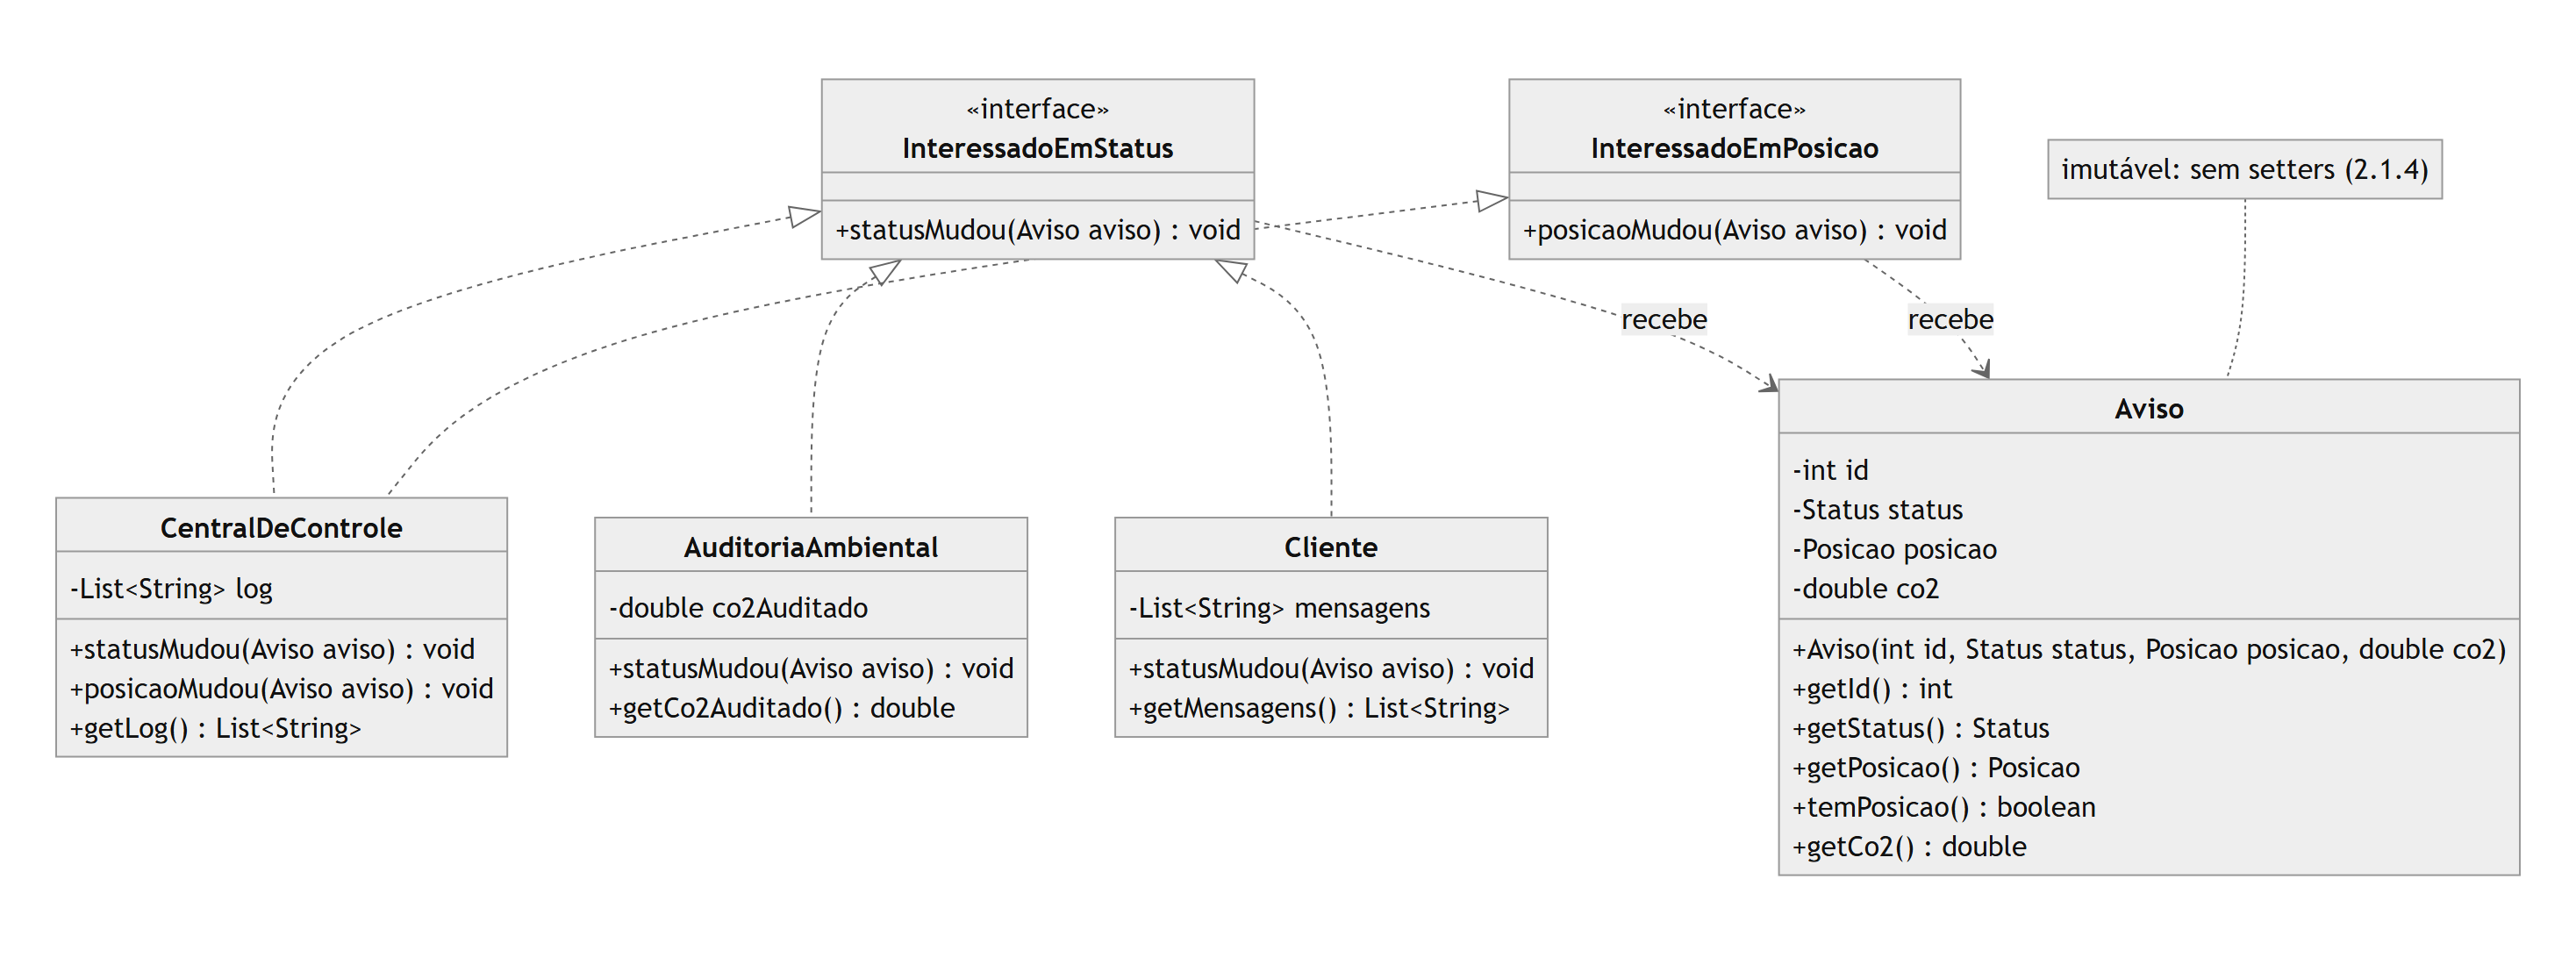 «interface»
InteressadoEmStatus
+statusMudou(Aviso aviso) : void
«interface»
InteressadoEmPosicao
+posicaoMudou(Aviso aviso) : void
imutável: sem setters (2.1.4)
recebe
recebe
CentralDeControle
-List<String> log
+statusMudou(Aviso aviso) : void
+posicaoMudou(Aviso aviso) : void
+getLog() : List<String>
AuditoriaAmbiental
-double co2Auditado
+statusMudou(Aviso aviso) : void
+getCo2Auditado() : double
Cliente
-List<String> mensagens
+statusMudou(Aviso aviso) : void
+getMensagens() : List<String>
Aviso
-int id
-Status status
-Posicao posicao
-double co2
+Aviso(int id, Status status, Posicao posicao, double co2)
+getId() : int
+getStatus() : Status
+getPosicao() : Posicao
+temPosicao() : boolean
+getCo2() : double